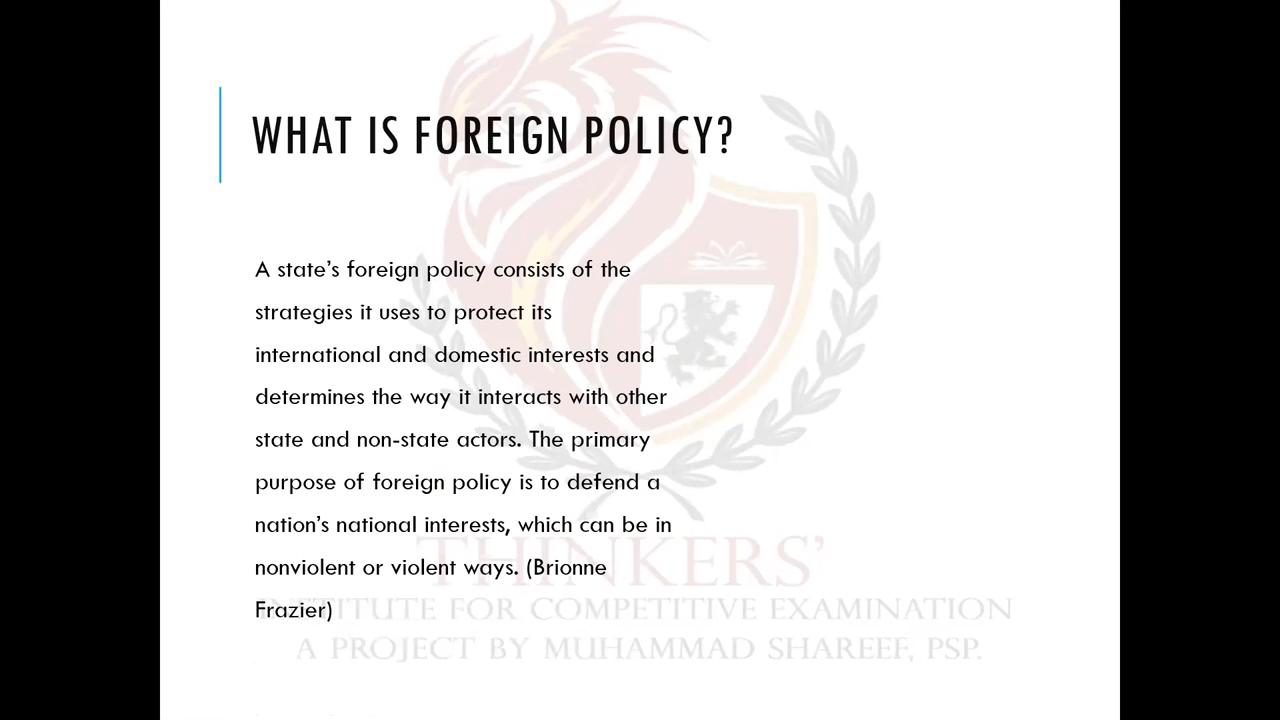 WHAT IS FOREIGN POLICY?
A state’s foreign policy consists of the
strategies it uses to protect its
international and domestic interests and
determines the way it interacts with other
state and non-state actors. The primary
purpose of foreign policy is to defend a
nation’s national interests, which can be in
nonviolent or violent ways. (Brionne
Frazier)
THINKERS’
INSTITUTE FOR COMPETITIVE EXAMINATION
A PROJECT BY MUHAMMAD SHAREEF, PSP.